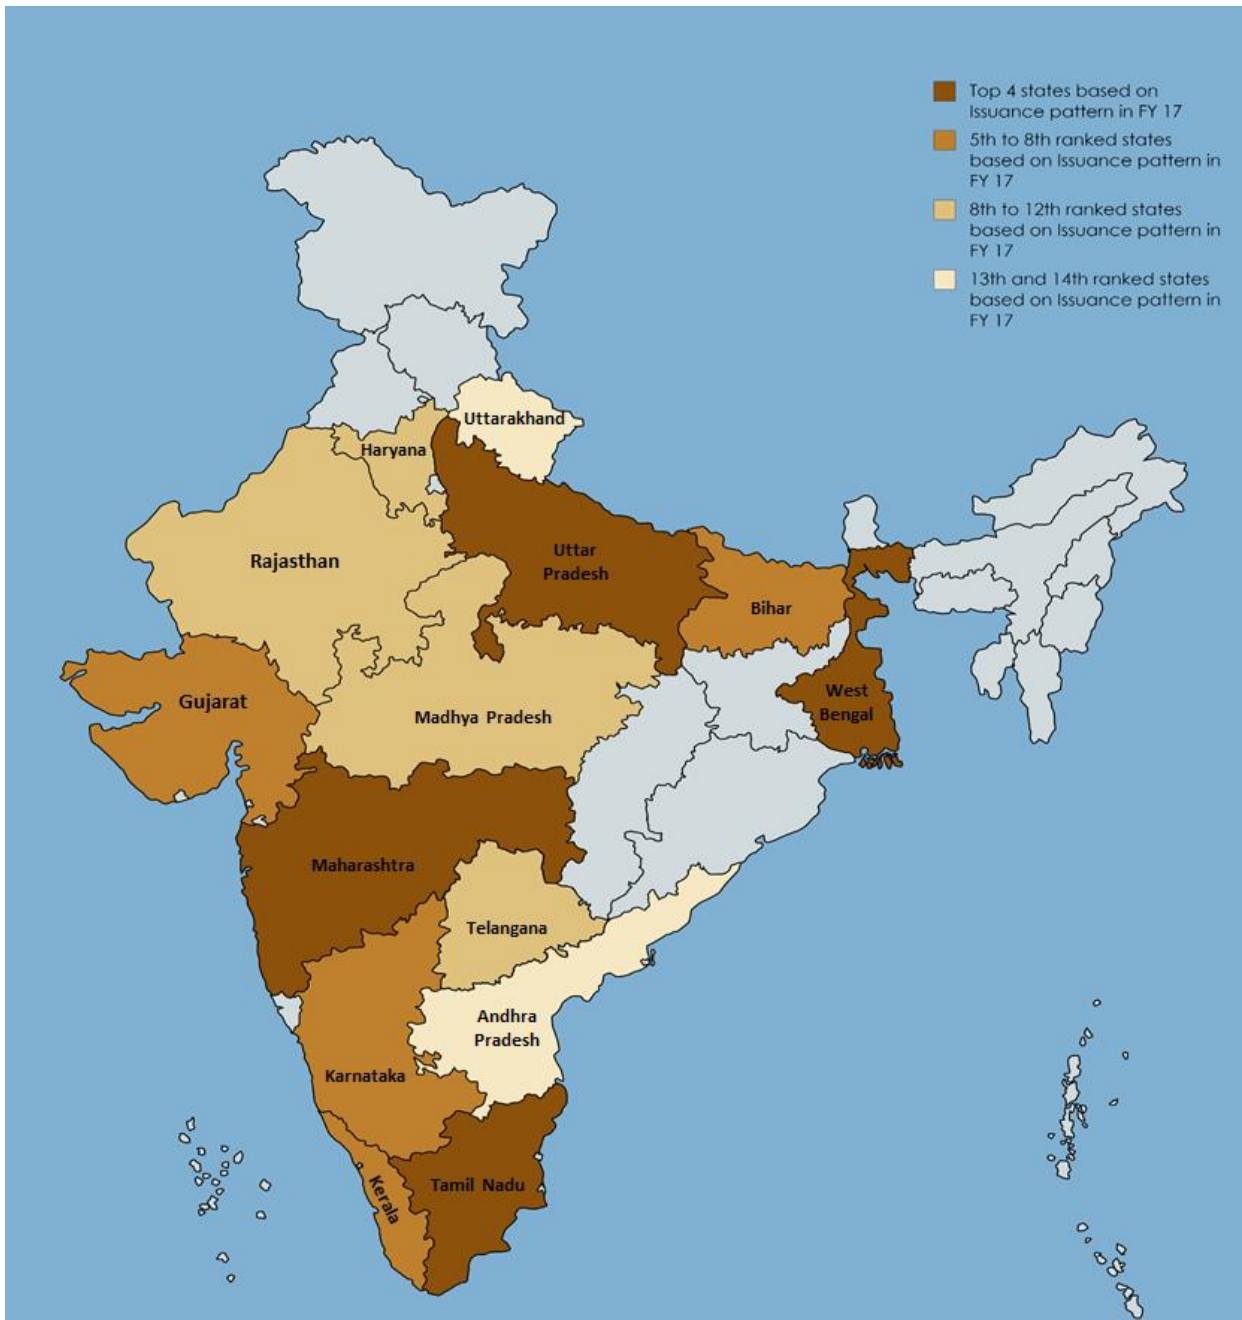 Top 4 states based on
Issuance pattern in FY 17
5th to 8th ranked states
based on Issuance pattern in
FY 17
8th to 12th ranked states
based on Issuance pattern in
FY 17
13th and 14th ranked states
based on Issuance pattern in
FY 17
Uttarakhand
Haryana
Rajasthan
Uttar
Pradesh
Bihar
Gujarat
Madhya Pradesh
West
Bengal
Maharashtra
Telangana
Andhra
Pradesh
Karnataka
Kerala
Tamil Nadu